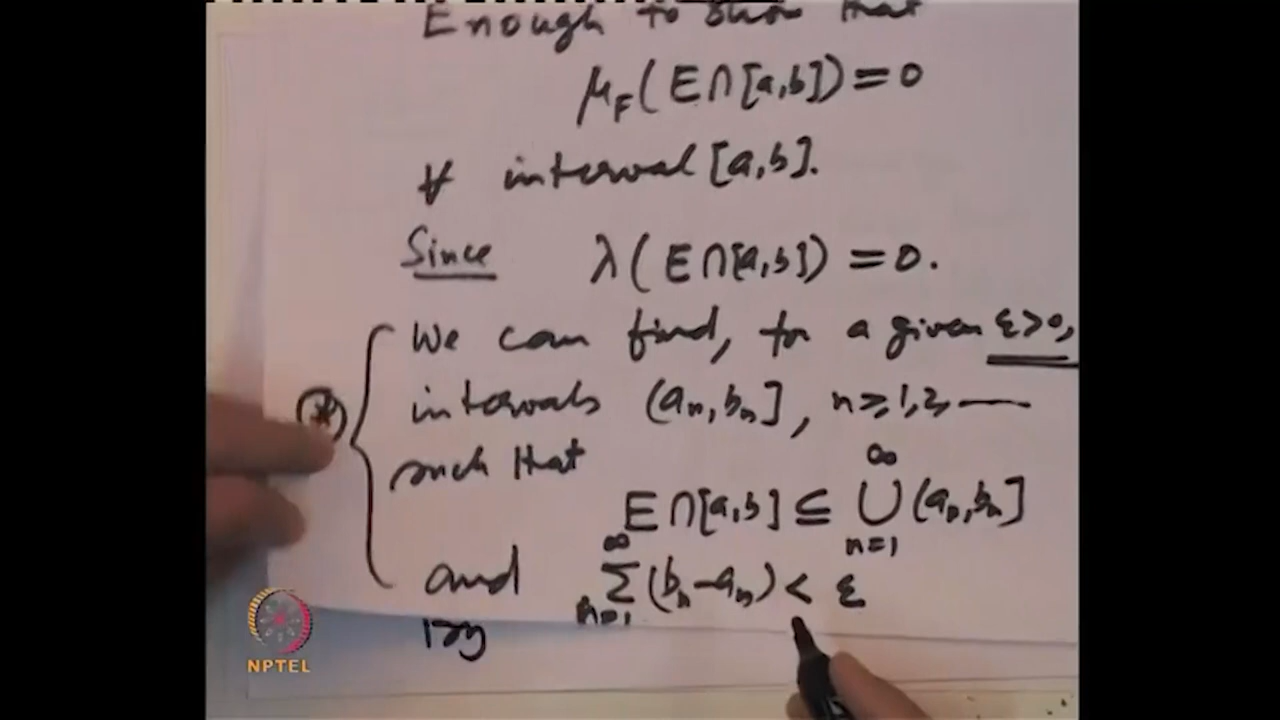 Enough to show that
μ_F(E∩[a,b])=0
∀ interval [a,b].
Since λ(E∩[a,b]) = 0.
We can find, for a given ε>0,
(*) intervals (a_n, b_n], n≥1,2,——
such that
E∩[a,b] ⊆ ⋃_{n=1}^{∞} (a_n, b_n]
and ∑_{n=1}^{∞} (b_n-a_n) < ε
By
NPTEL